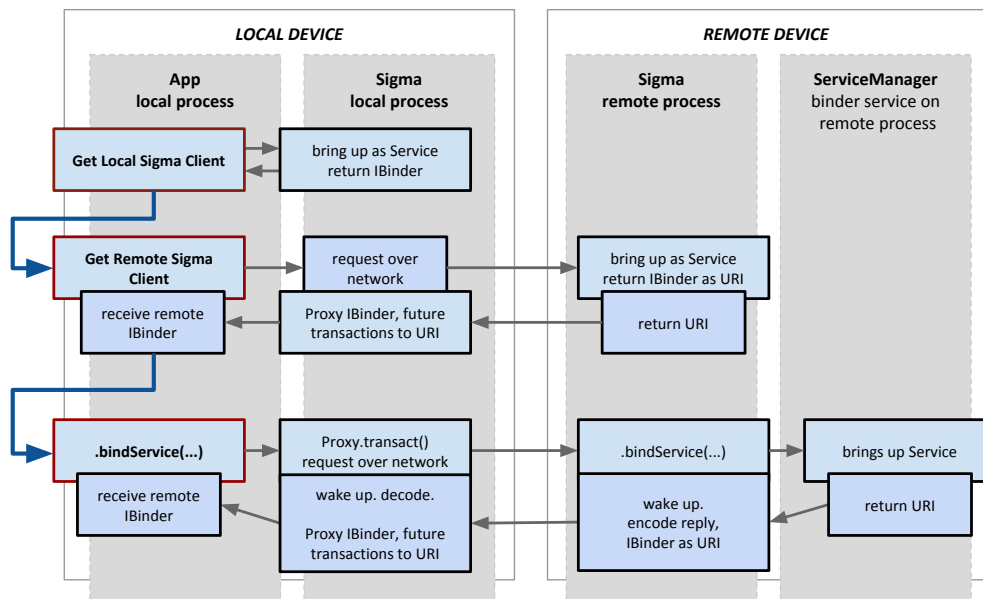 LOCAL DEVICE
REMOTE DEVICE
App
local process
Sigma
local process
Sigma
remote process
ServiceManager
binder service on
remote process
Get Local Sigma Client
bring up as Service
return IBinder
Get Remote Sigma
Client
request over
network
bring up as Service
return IBinder as URI
receive remote
IBinder
Proxy IBinder, future
transactions to URI
return URI
.bindService(...)
Proxy.transact()
request over network
.bindService(...)
brings up Service
receive remote
IBinder
wake up. decode.
Proxy IBinder, future
transactions to URI
wake up.
encode reply,
IBinder as URI
return URI